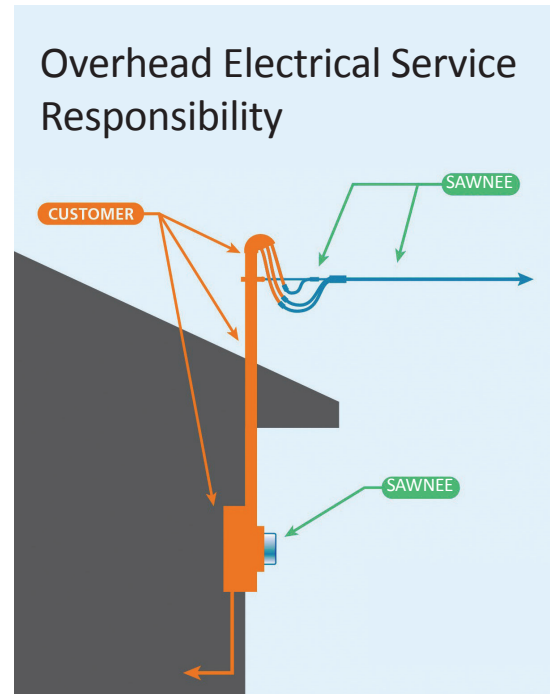 Overhead Electrical Service
Responsibility
SAWNEE
CUSTOMER
SAWNEE